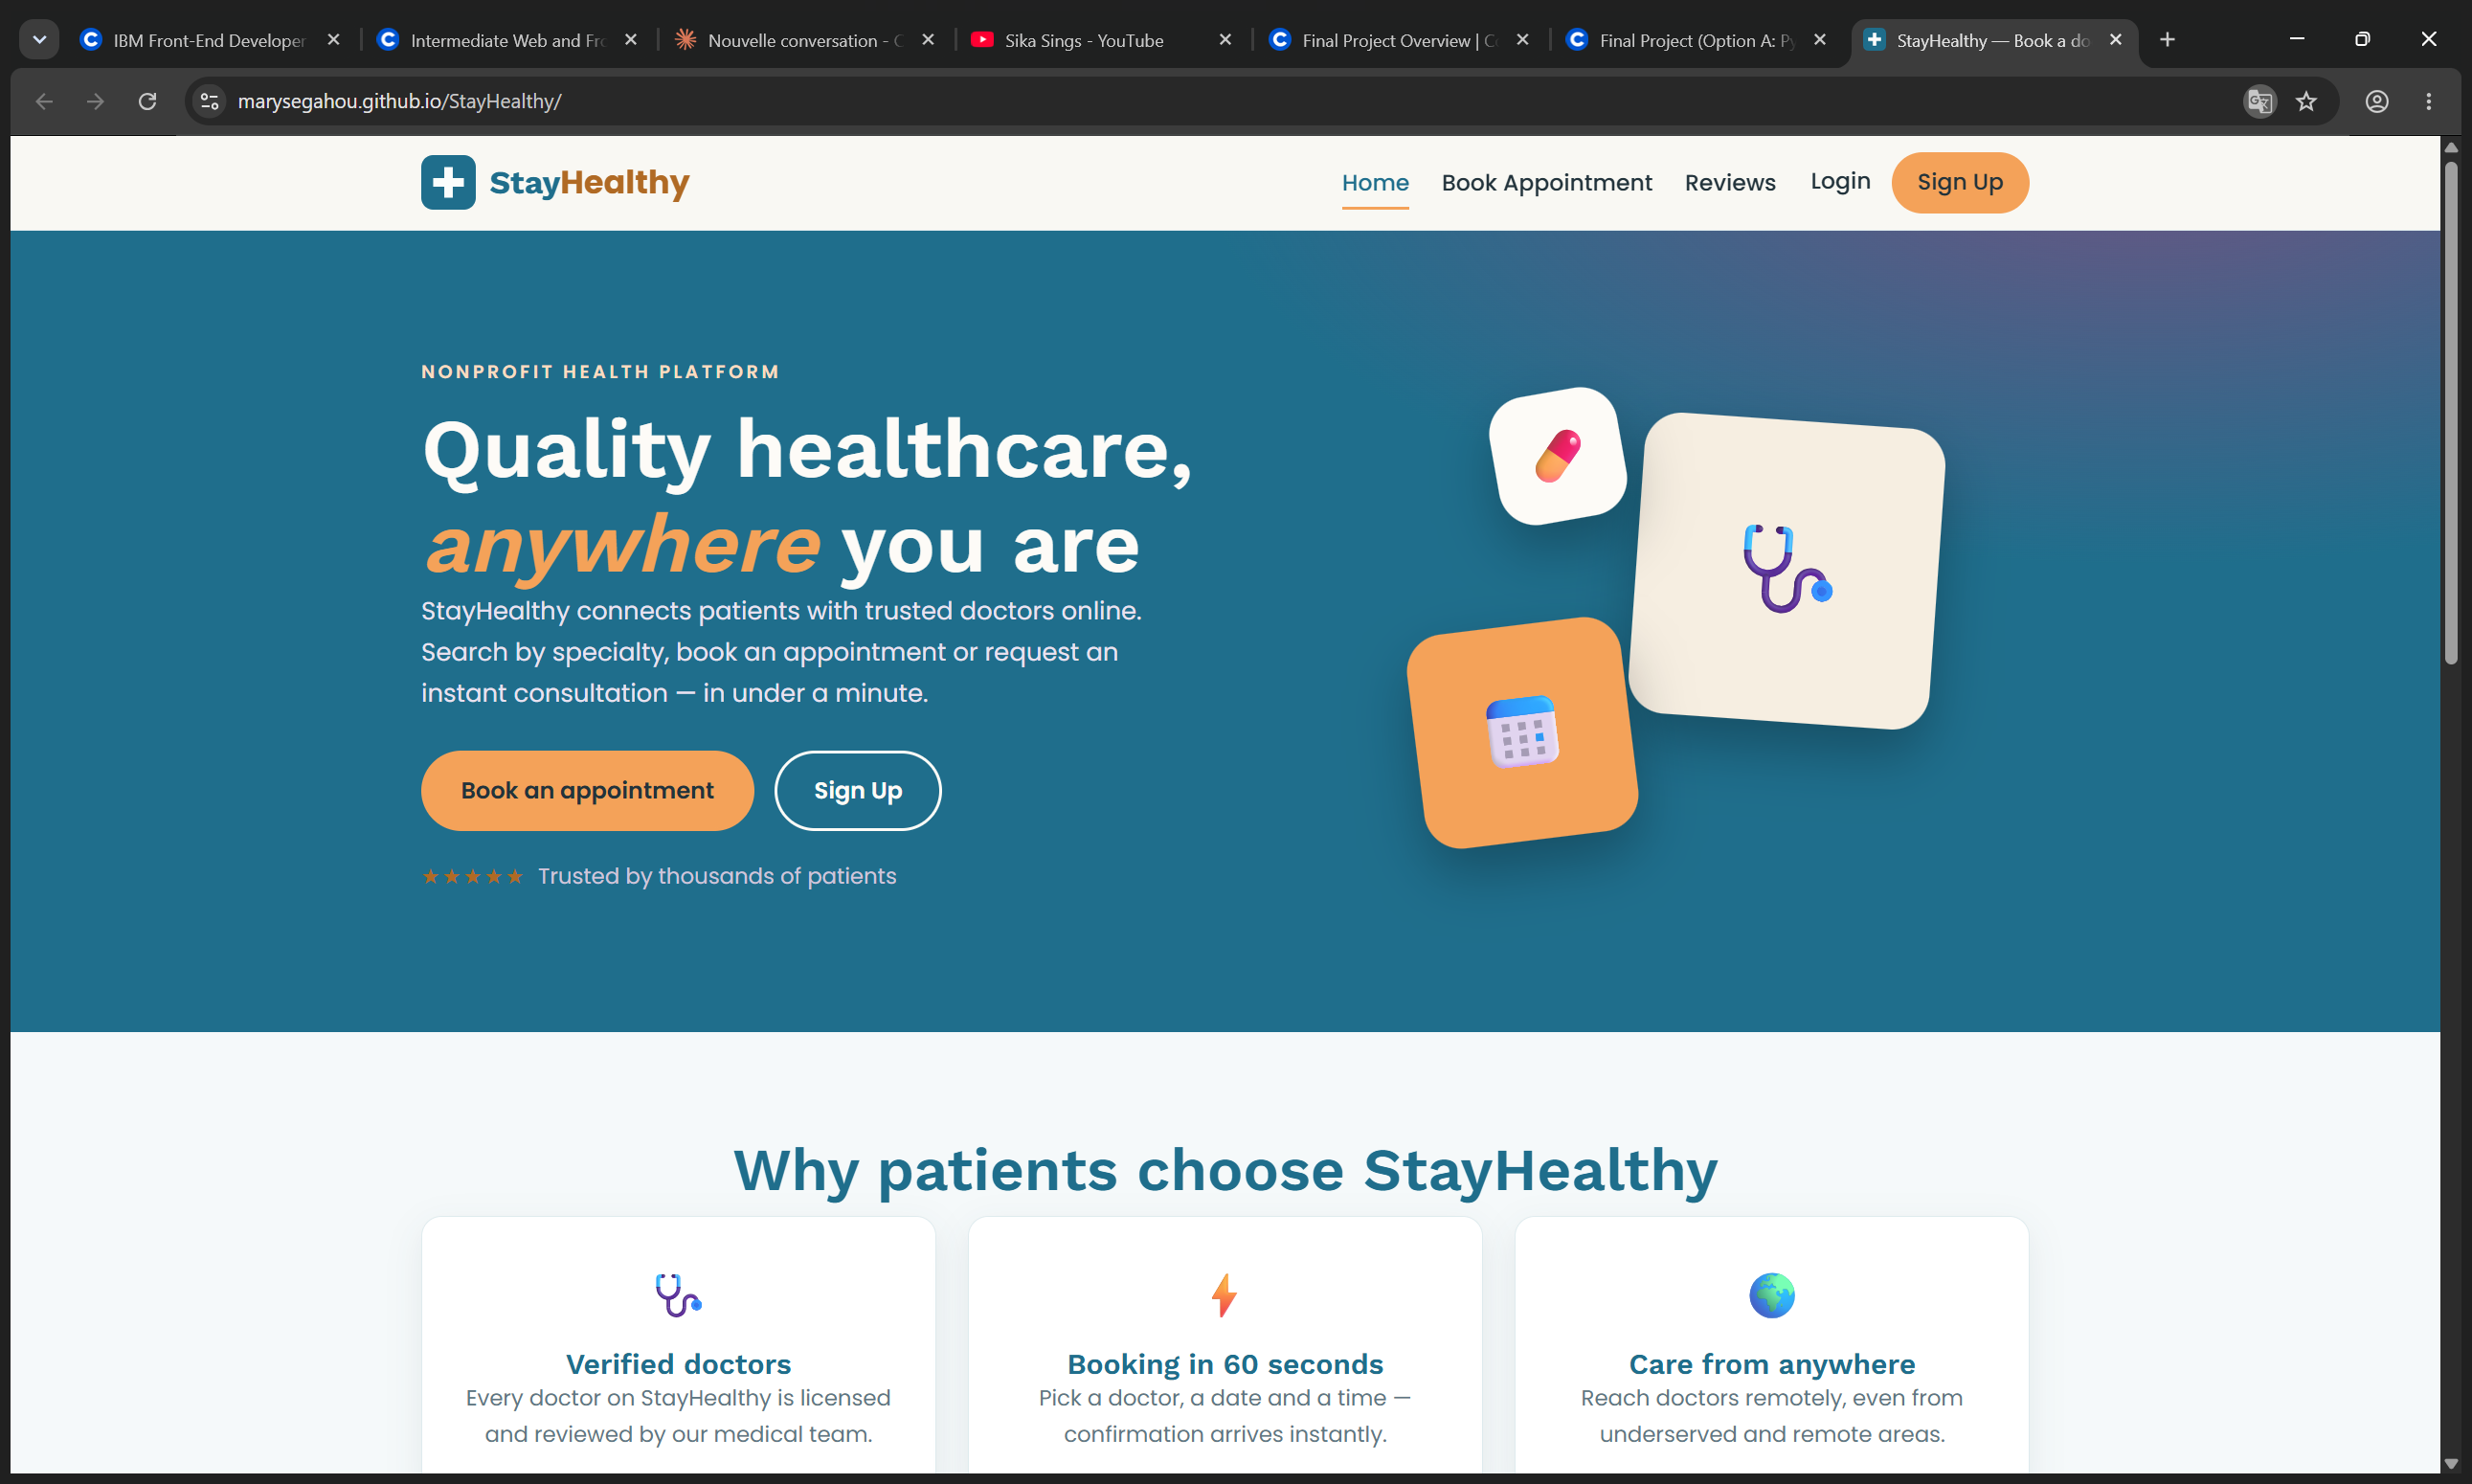 IBM Front-End Developer
Intermediate Web and Fr
Nouvelle conversation - C
Sika Sings - YouTube
Final Project Overview | C
Final Project (Option A: Py
StayHealthy — Book a do
marysegahou.github.io/StayHealthy/
StayHealthy
Home
Book Appointment
Reviews
Login
Sign Up
NONPROFIT HEALTH PLATFORM
Quality healthcare,
anywhere you are
StayHealthy connects patients with trusted doctors online.
Search by specialty, book an appointment or request an
instant consultation — in under a minute.
Book an appointment
Sign Up
★★★★★ Trusted by thousands of patients
Why patients choose StayHealthy
Verified doctors
Every doctor on StayHealthy is licensed
and reviewed by our medical team.
Booking in 60 seconds
Pick a doctor, a date and a time —
confirmation arrives instantly.
Care from anywhere
Reach doctors remotely, even from
underserved and remote areas.